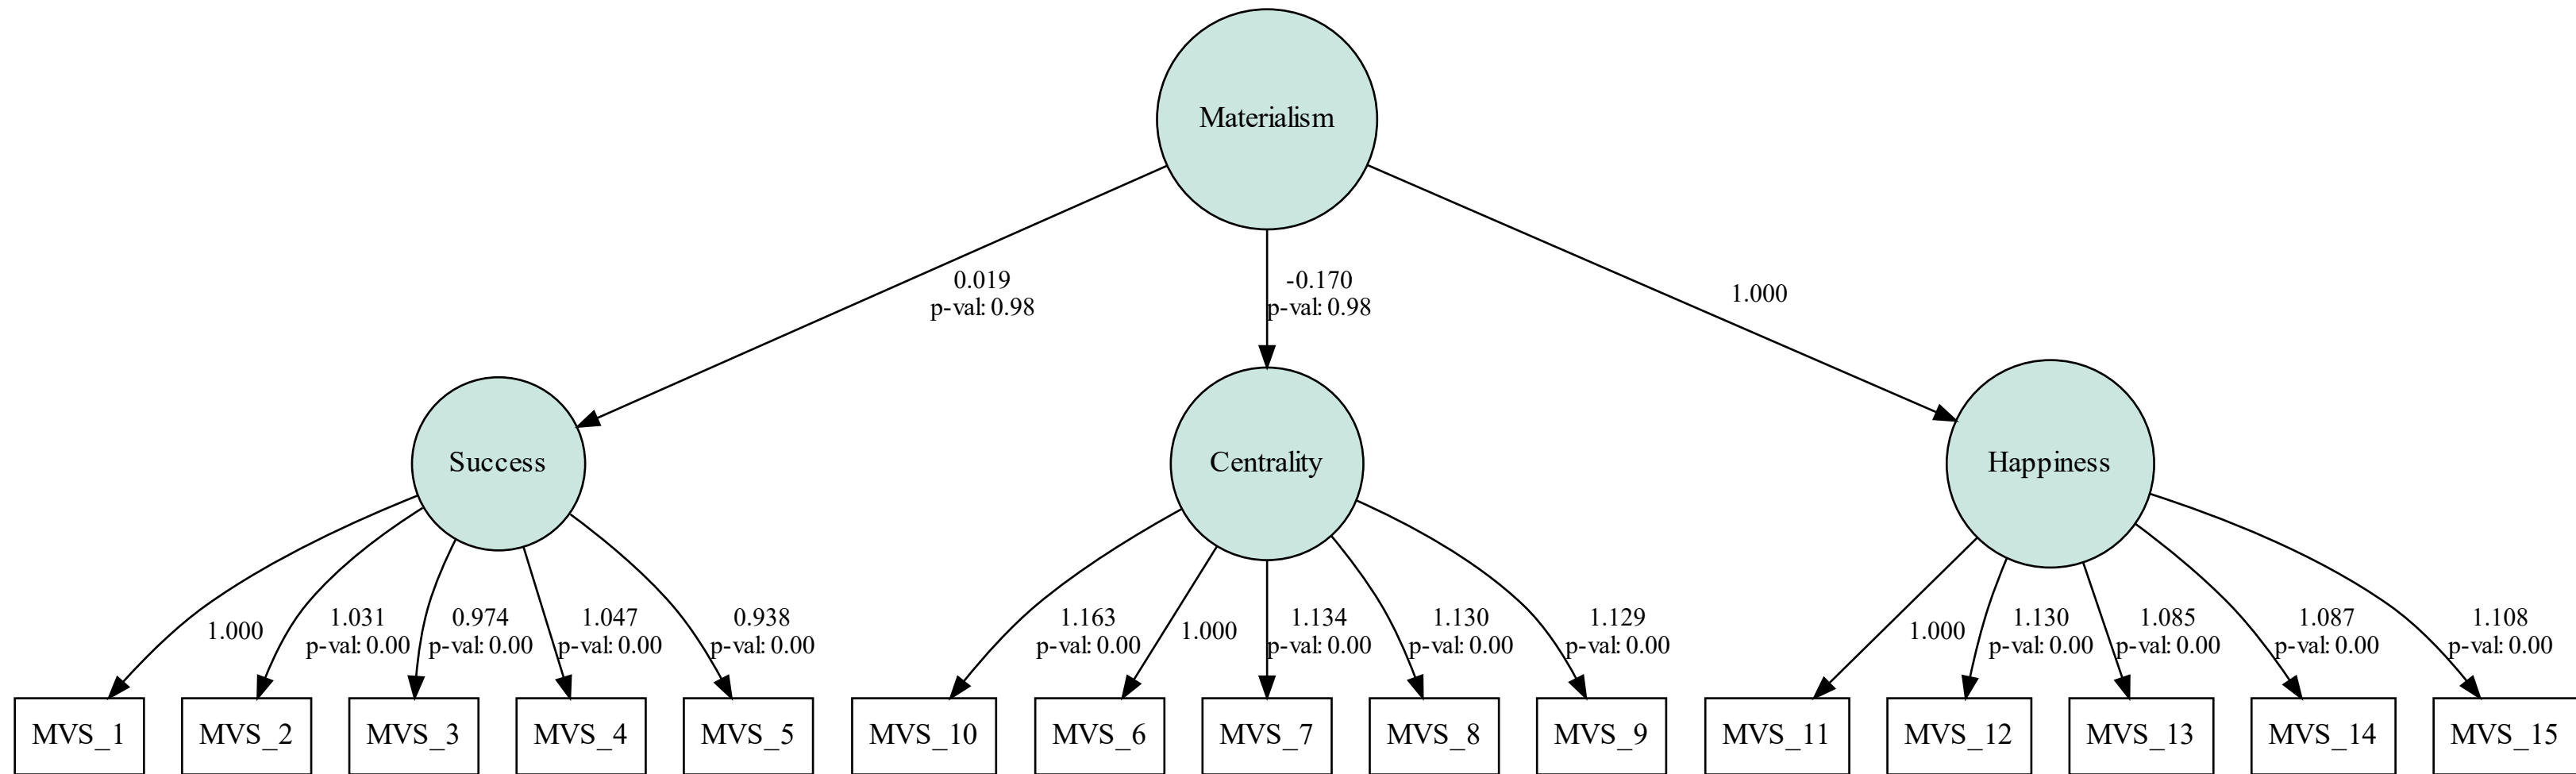 Materialism
0.019
p-val: 0.98
-0.170
p-val: 0.98
1.000
Success
Centrality
Happiness
1.000
1.031
p-val: 0.00
0.974
p-val: 0.00
1.047
p-val: 0.00
0.938
p-val: 0.00
1.163
p-val: 0.00
1.000
1.134
p-val: 0.00
1.130
p-val: 0.00
1.129
p-val: 0.00
1.000
1.130
p-val: 0.00
1.085
p-val: 0.00
1.087
p-val: 0.00
1.108
p-val: 0.00
MVS_1
MVS_2
MVS_3
MVS_4
MVS_5
MVS_10
MVS_6
MVS_7
MVS_8
MVS_9
MVS_11
MVS_12
MVS_13
MVS_14
MVS_15